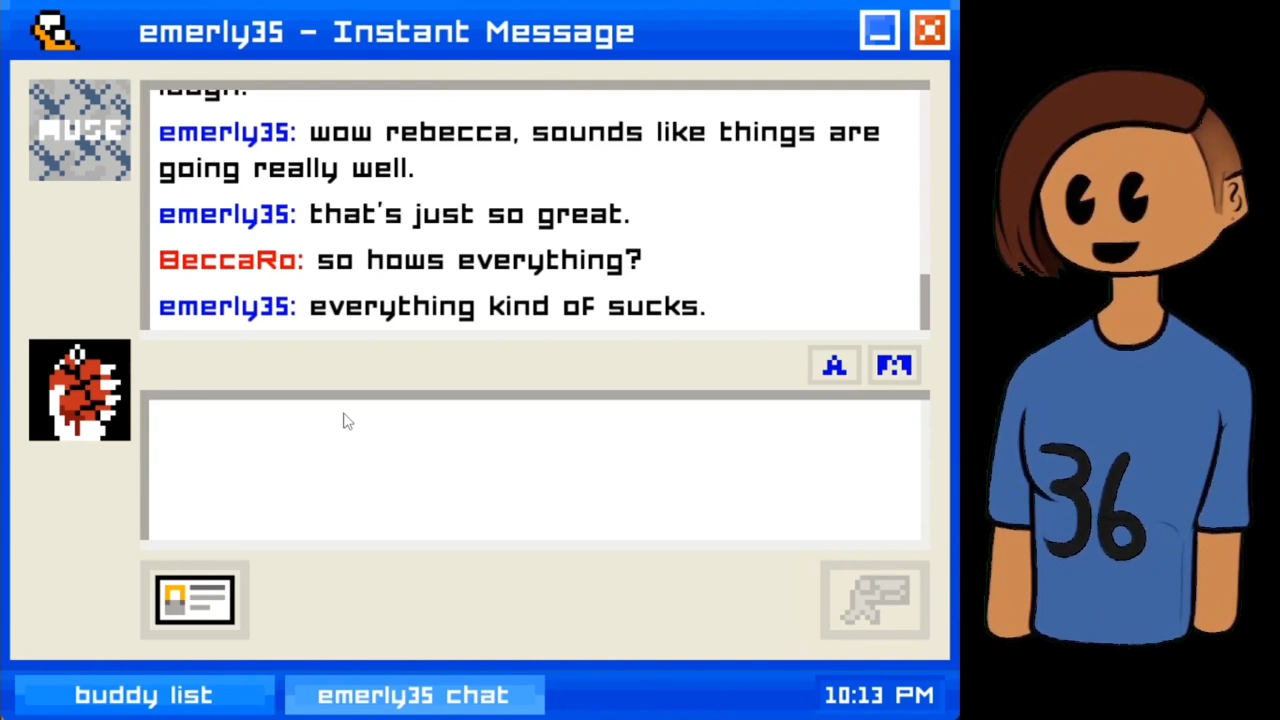 emerly35 - Instant Message
MUSE
laugh.
emerly35: wow rebecca, sounds like things are
going really well.
emerly35: that's just so great.
BeccaRo: so hows everything?
emerly35: everything kind of sucks.
A
36
buddy list
emerly35 chat
10:13 PM